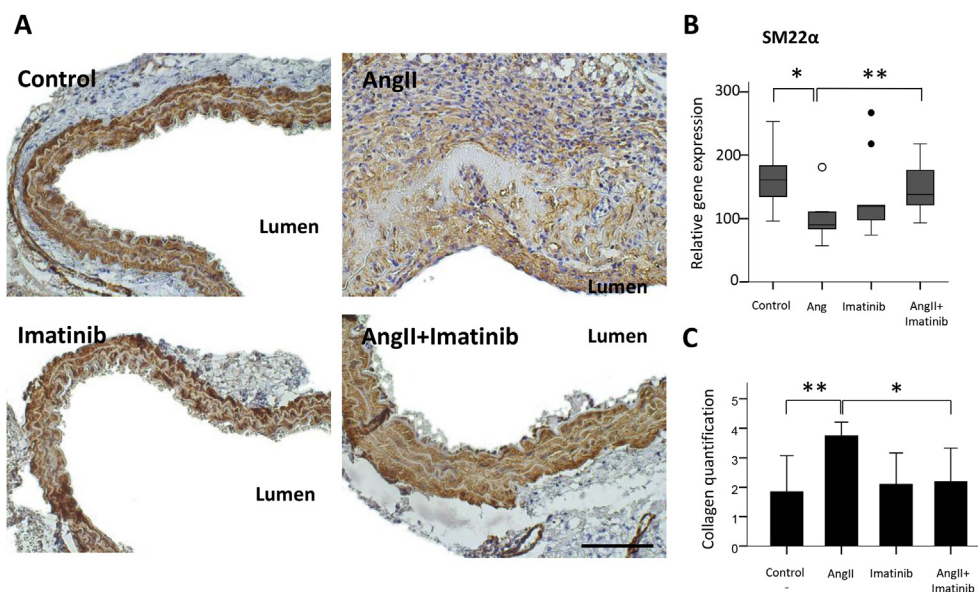 A
Control
AngII
Lumen
Lumen
Imatinib
AngII+Imatinib
Lumen
Lumen
B
SM22α
* **
Relative gene expression
300
200
100
0
Control Ang Imatinib AngII+
Imatinib
C
** *
Collagen quantification
5
4
3
2
1
0
Control AngII Imatinib AngII+
- Imatinib